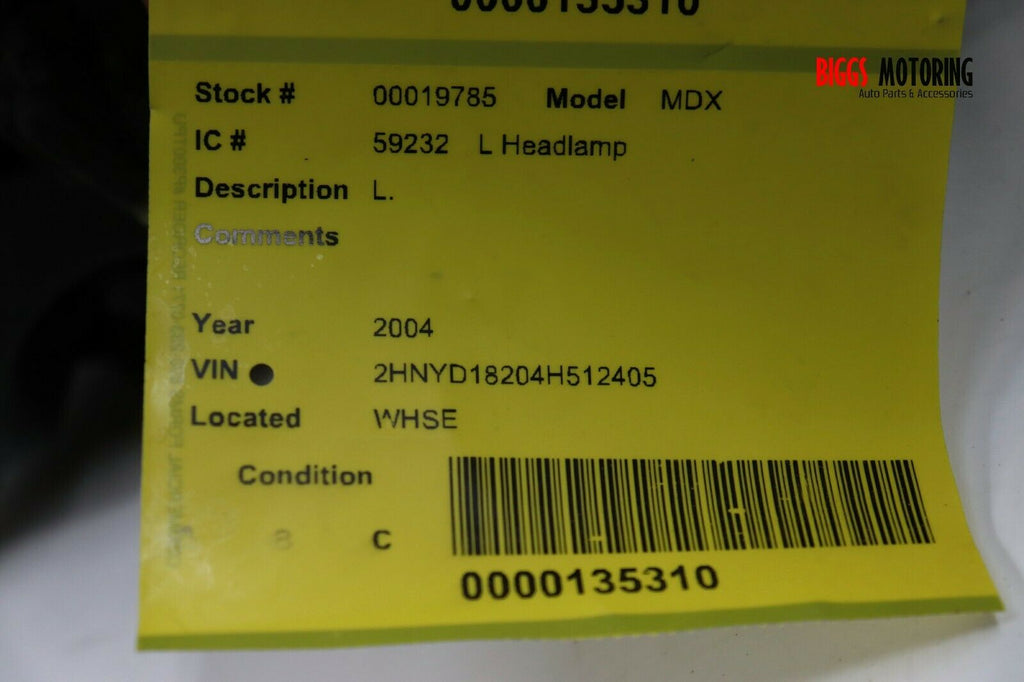 0000135310
BIGGS MOTORING
Auto Parts & Accessories
Stock # 00019785 Model MDX
IC # 59232 L Headlamp
Description L.
Comments
Year 2004
VIN 2HNYD18204H512405
Located WHSE
Condition
B C
0000135310